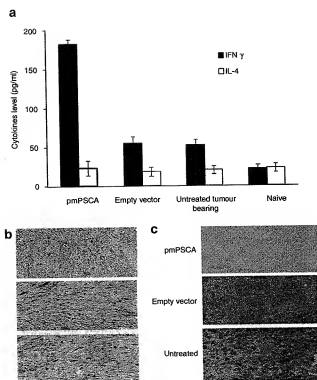 a
200
150
100
50
0
Cytokines level (pg/ml)
IFN γ
IL-4
pmPSCA
Empty vector
Untreated tumour
bearing
Naive
b
c
pmPSCA
Empty vector
Untreated